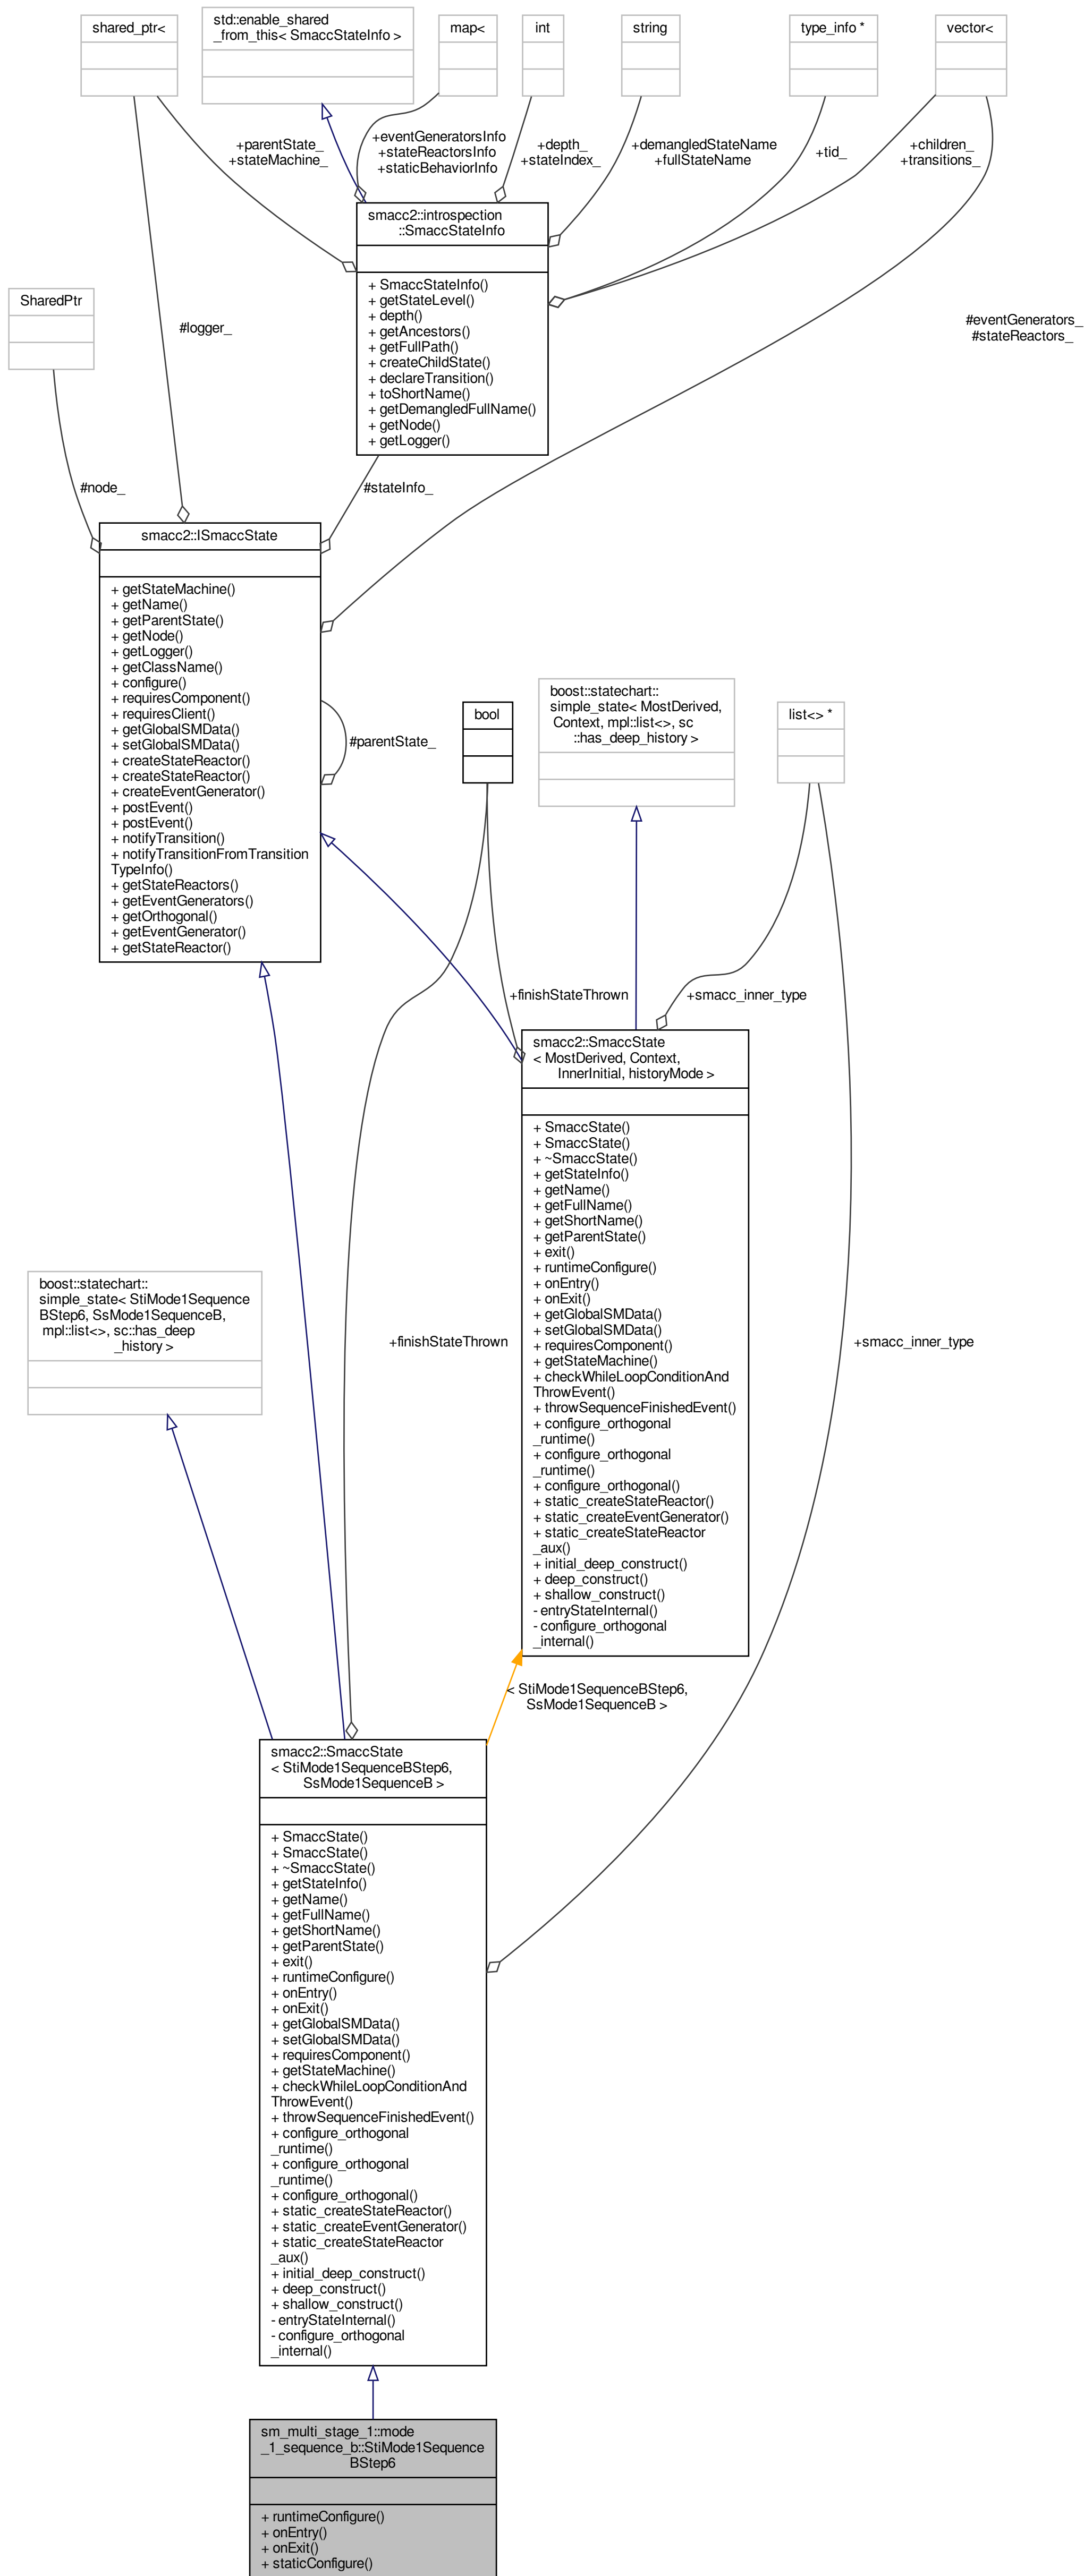 shared_ptr<
std::enable_shared
_from_this< SmaccStateInfo >
map<
int
string
type_info *
vector<
+parentState_
+stateMachine_
+eventGeneratorsInfo
+stateReactorsInfo
+staticBehaviorInfo
+depth_
+stateIndex_
+demangledStateName
+fullStateName
+tid_
+children_
+transitions_
smacc2::introspection
::SmaccStateInfo
+ SmaccStateInfo()
+ getStateLevel()
+ depth()
+ getAncestors()
+ getFullPath()
+ createChildState()
+ declareTransition()
+ toShortName()
+ getDemangledFullName()
+ getNode()
+ getLogger()
SharedPtr
#logger_
#eventGenerators_
#stateReactors_
#node_
#stateInfo_
smacc2::ISmaccState
+ getStateMachine()
+ getName()
+ getParentState()
+ getNode()
+ getLogger()
+ getClassName()
+ configure()
+ requiresComponent()
+ requiresClient()
+ getGlobalSMData()
+ setGlobalSMData()
+ createStateReactor()
+ createStateReactor()
+ createEventGenerator()
+ postEvent()
+ postEvent()
+ notifyTransition()
+ notifyTransitionFromTransition
TypeInfo()
+ getStateReactors()
+ getEventGenerators()
+ getOrthogonal()
+ getEventGenerator()
+ getStateReactor()
#parentState_
bool
boost::statechart::
simple_state< MostDerived,
Context, mpl::list<>, sc
::has_deep_history >
list<> *
+finishStateThrown
+smacc_inner_type
smacc2::SmaccState
< MostDerived, Context,
InnerInitial, historyMode >
+ SmaccState()
+ SmaccState()
+ ~SmaccState()
+ getStateInfo()
+ getName()
+ getFullName()
+ getShortName()
+ getParentState()
+ exit()
+ runtimeConfigure()
+ onEntry()
+ onExit()
+ getGlobalSMData()
+ setGlobalSMData()
+ requiresComponent()
+ getStateMachine()
+ checkWhileLoopConditionAnd
ThrowEvent()
+ throwSequenceFinishedEvent()
+ configure_orthogonal
_runtime()
+ configure_orthogonal
_runtime()
+ configure_orthogonal()
+ static_createStateReactor()
+ static_createEventGenerator()
+ static_createStateReactor
_aux()
+ initial_deep_construct()
+ deep_construct()
+ shallow_construct()
- entryStateInternal()
- configure_orthogonal
_internal()
boost::statechart::
simple_state< StiMode1Sequence
BStep6, SsMode1SequenceB,
mpl::list<>, sc::has_deep
_history >
+finishStateThrown
+smacc_inner_type
< StiMode1SequenceBStep6,
SsMode1SequenceB >
smacc2::SmaccState
< StiMode1SequenceBStep6,
SsMode1SequenceB >
+ SmaccState()
+ SmaccState()
+ ~SmaccState()
+ getStateInfo()
+ getName()
+ getFullName()
+ getShortName()
+ getParentState()
+ exit()
+ runtimeConfigure()
+ onEntry()
+ onExit()
+ getGlobalSMData()
+ setGlobalSMData()
+ requiresComponent()
+ getStateMachine()
+ checkWhileLoopConditionAnd
ThrowEvent()
+ throwSequenceFinishedEvent()
+ configure_orthogonal
_runtime()
+ configure_orthogonal
_runtime()
+ configure_orthogonal()
+ static_createStateReactor()
+ static_createEventGenerator()
+ static_createStateReactor
_aux()
+ initial_deep_construct()
+ deep_construct()
+ shallow_construct()
- entryStateInternal()
- configure_orthogonal
_internal()
sm_multi_stage_1::mode
_1_sequence_b::StiMode1Sequence
BStep6
+ runtimeConfigure()
+ onEntry()
+ onExit()
+ staticConfigure()